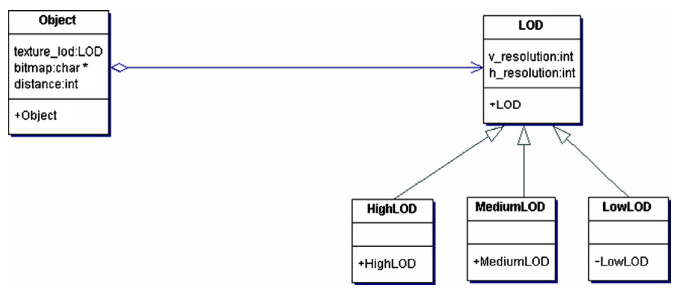 Object
texture_lod:LOD
bitmap:char *
distance:int
+Object
LOD
v_resolution:int
h_resolution:int
+LOD
HighLOD
+HighLOD
MediumLOD
+MediumLOD
LowLOD
-LowLOD